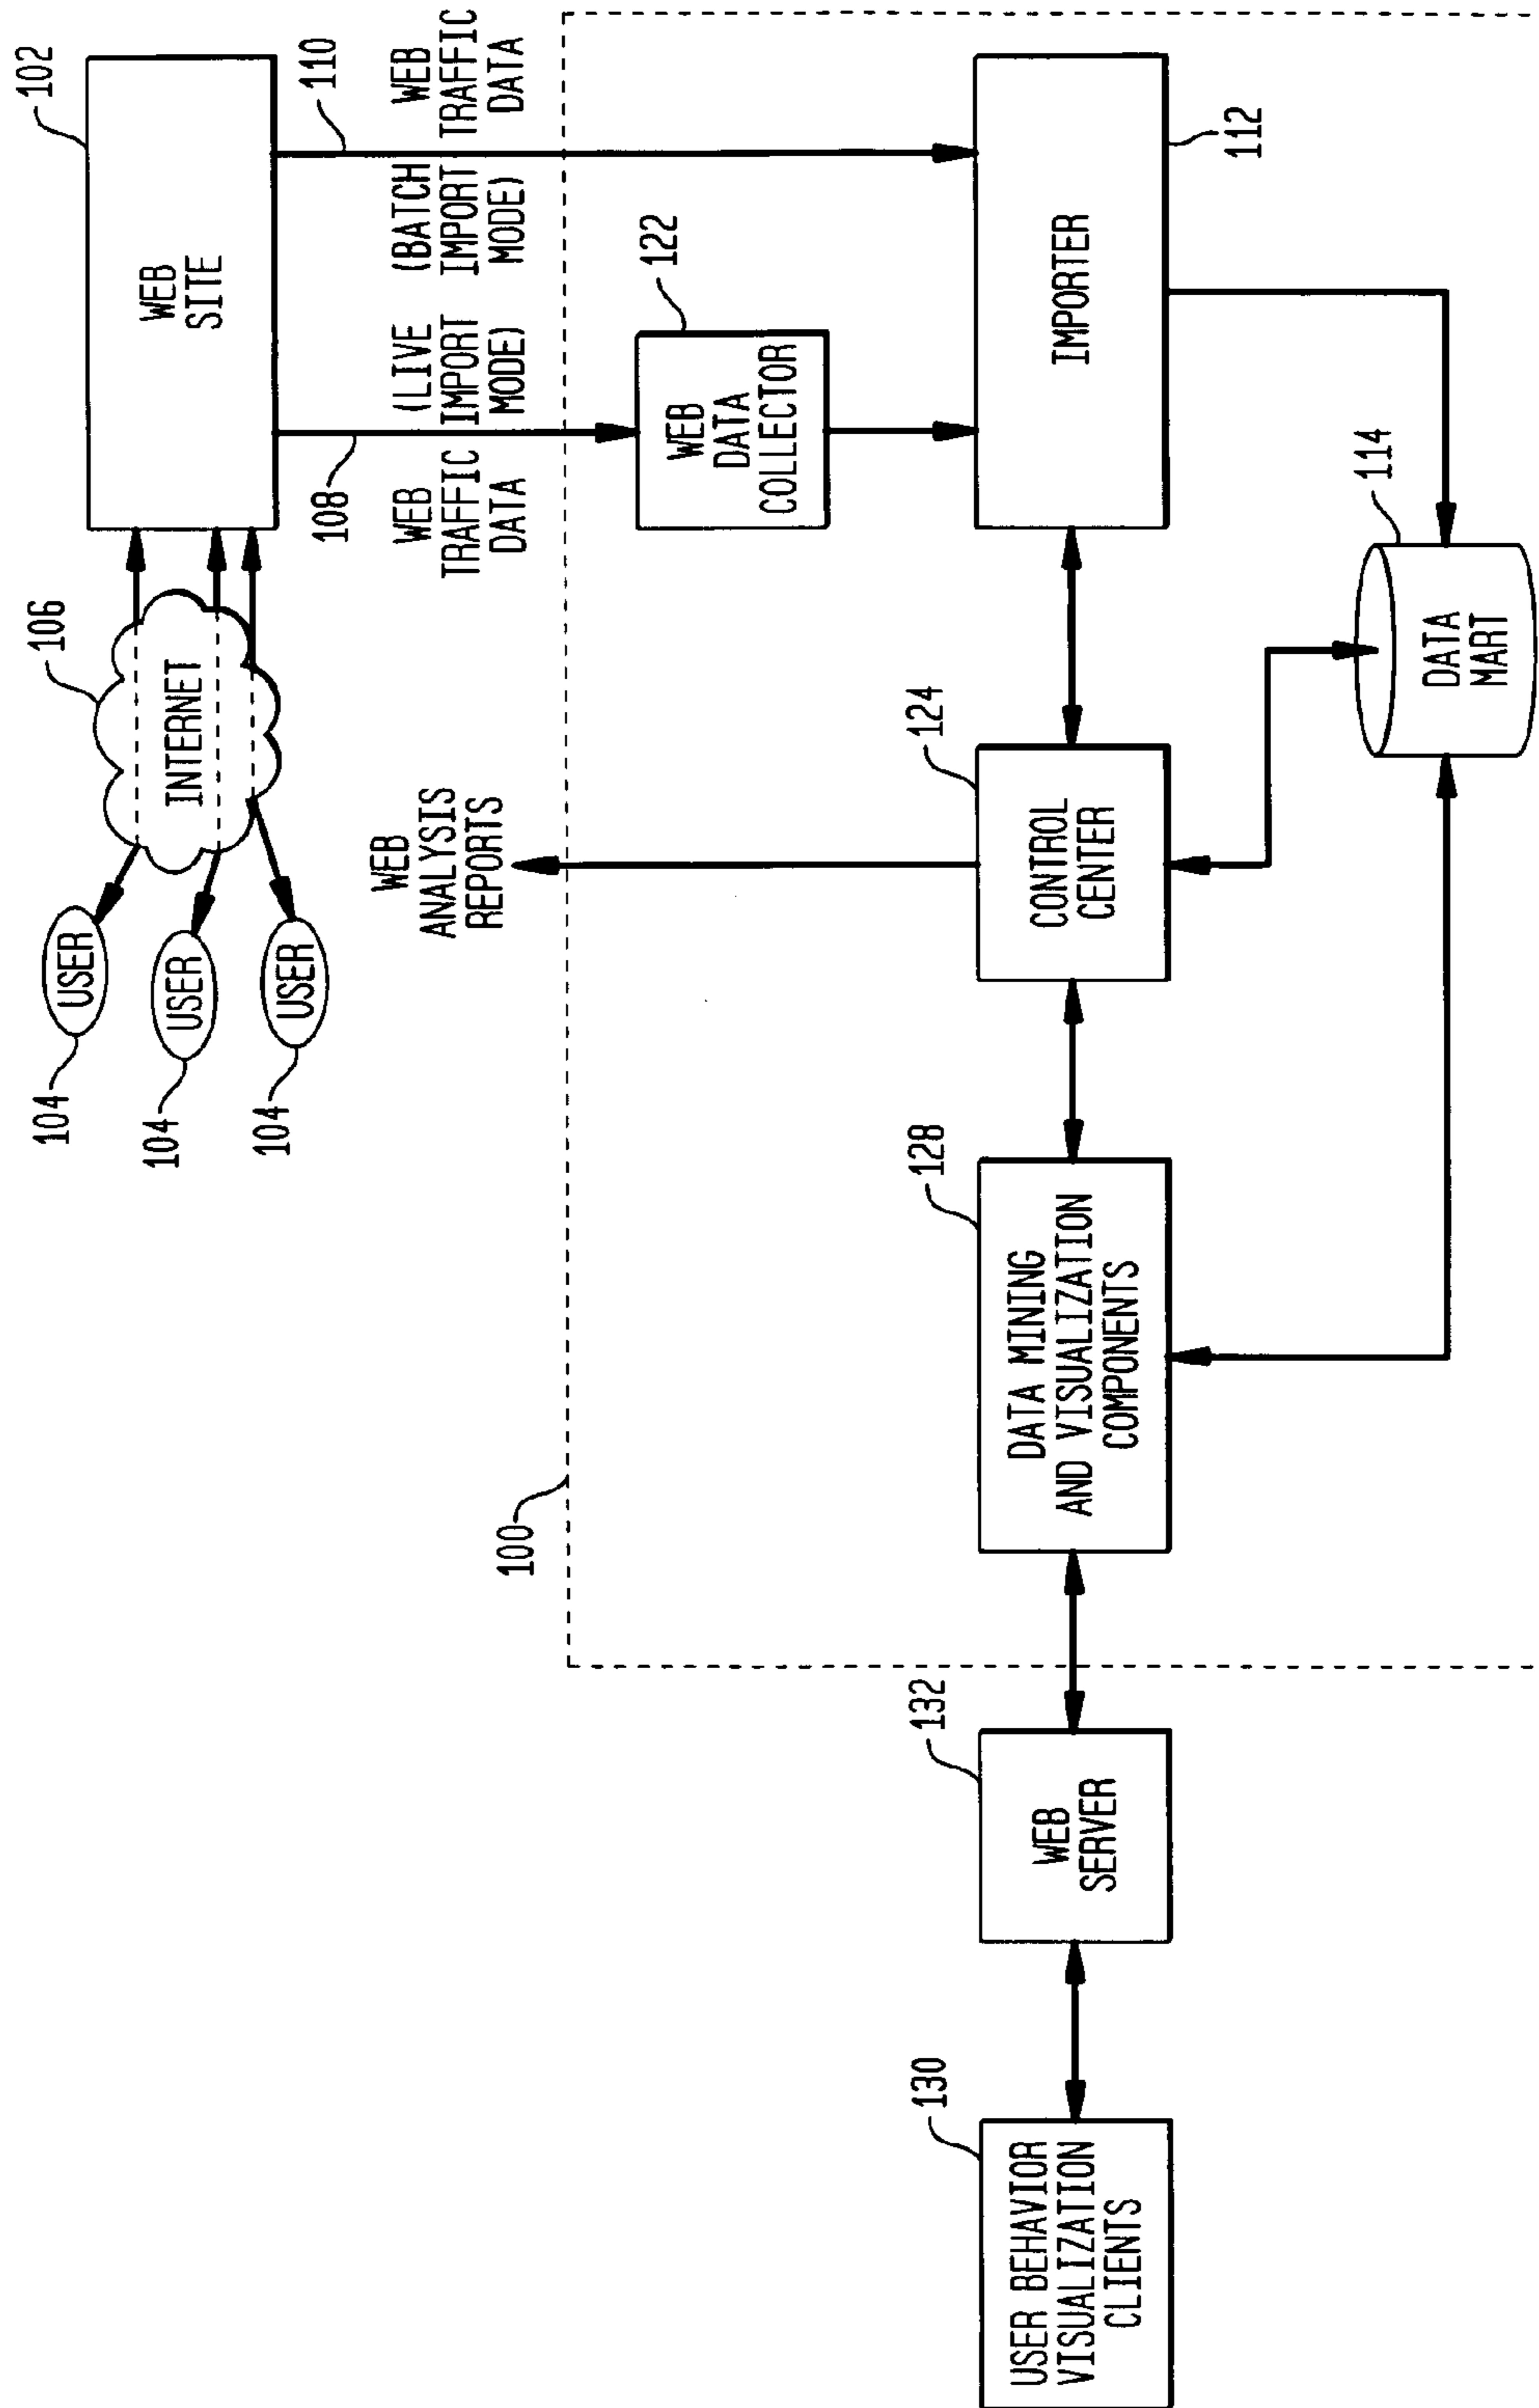 104
USER
104
USER
104
USER
106
INTERNET
102
WEB
SITE
108
WEB
TRAFFIC
DATA
(LIVE
IMPORT
MODE)
110
(BATCH
IMPORT
MODE)
WEB
TRAFFIC
DATA
WEB
ANALYSIS
REPORTS
100
122
WEB
DATA
COLLECTOR
130
USER BEHAVIOR
VISUALIZATION
CLIENTS
132
WEB
SERVER
128
DATA MINING
AND VISUALIZATION
COMPONENTS
124
CONTROL
CENTER
IMPORTER
112
114
DATA
MART